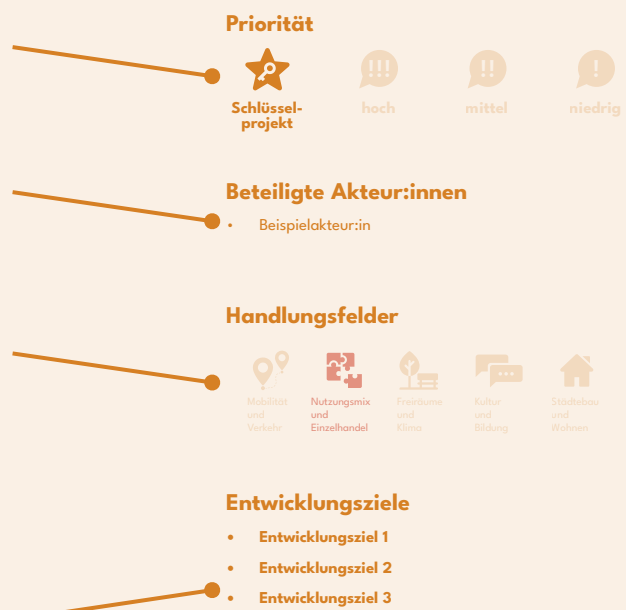 Priorität
!!! !! !
Schlüssel- hoch mittel niedrig
projekt
Beteiligte Akteur:innen
• Beispielakteur:in
Handlungsfelder
Mobilität Nutzungsmix Freiräume Kultur Städtebau
und und und und und
Verkehr Einzelhandel Klima Bildung Wohnen
Entwicklungsziele
• Entwicklungsziel 1
• Entwicklungsziel 2
• Entwicklungsziel 3